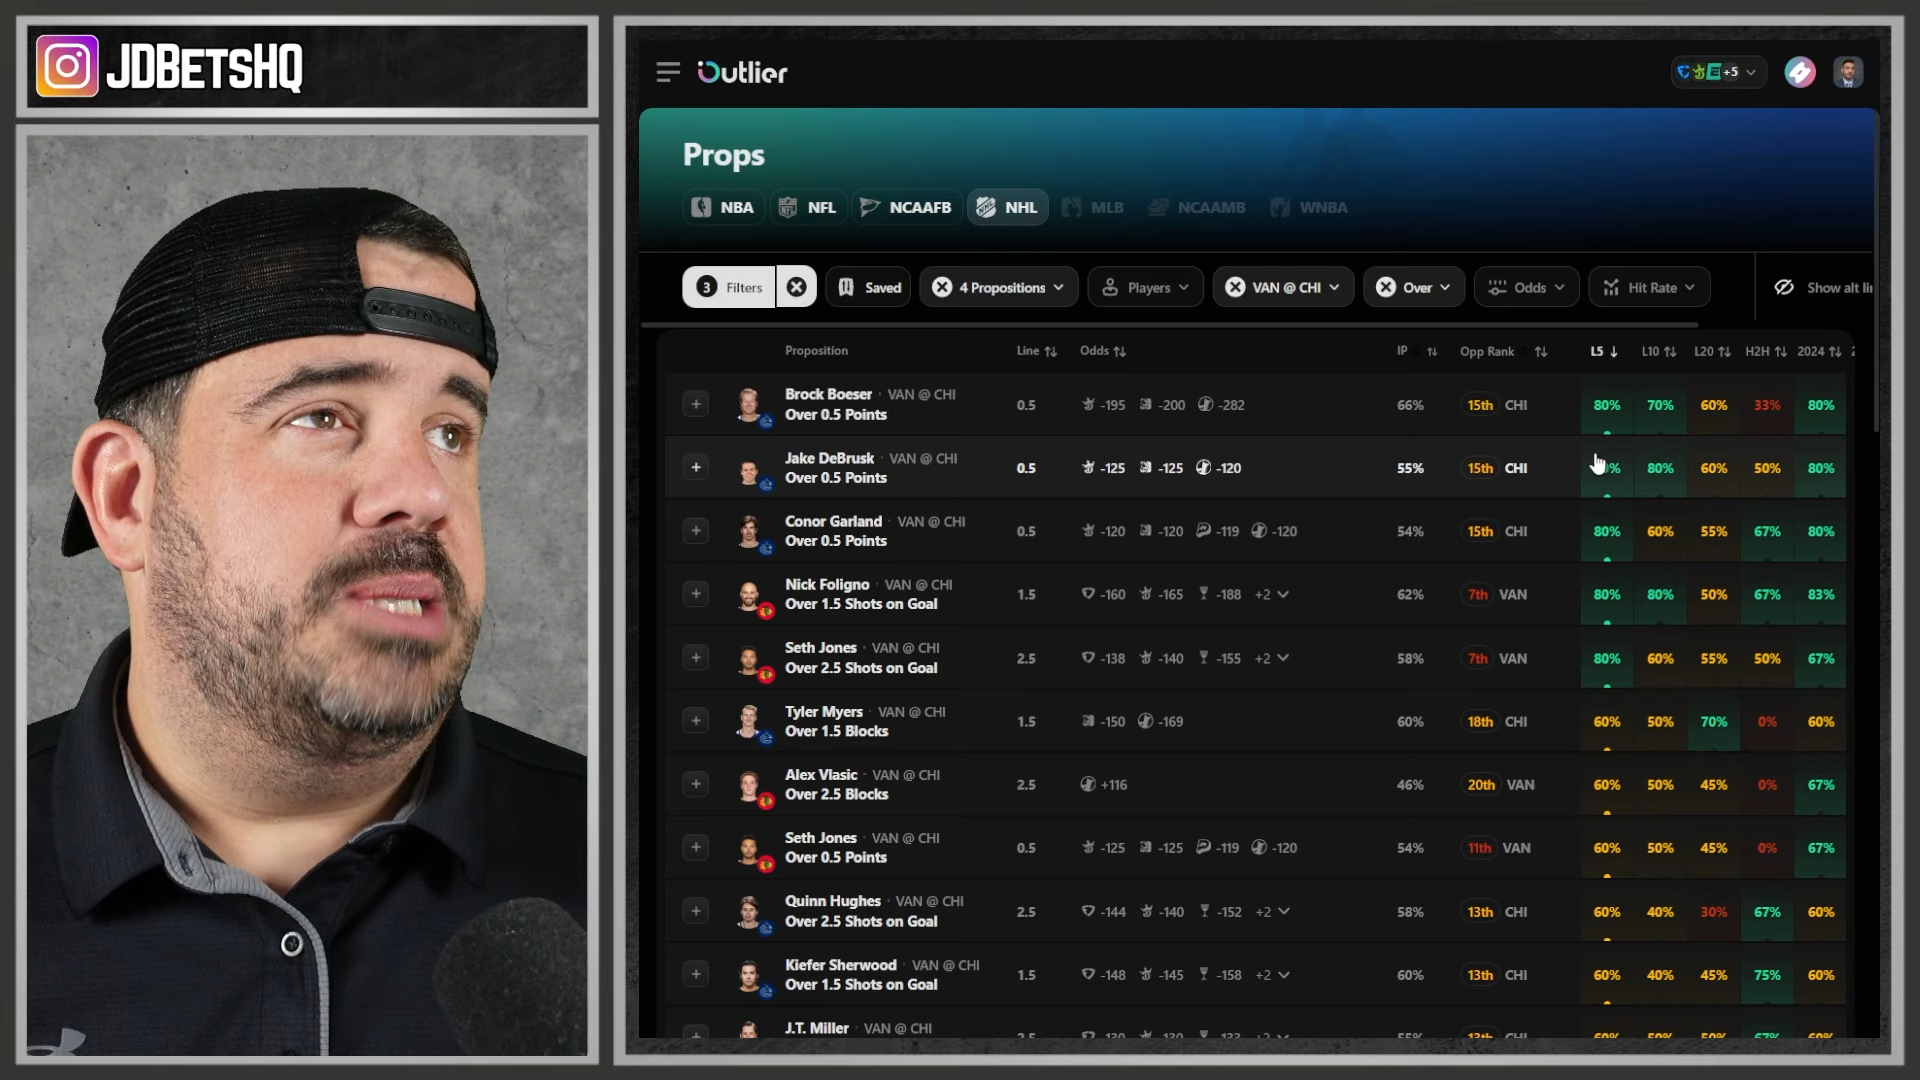 JDBETSHQ
Outlier
+5
Props
NBA NFL NCAAFB NHL MLB NCAAMB WNBA
3 Filters Saved 4 Propositions Players VAN @ CHI Over Odds Hit Rate Show alt
Proposition Line Odds IP Opp Rank L5 L10 L20 H2H 2024
Brock Boeser · VAN @ CHI
Over 0.5 Points 0.5 -195 -200 -282 66% 15th CHI 80% 70% 60% 33% 80%
Jake DeBrusk · VAN @ CHI
Over 0.5 Points 0.5 -125 -125 -120 55% 15th CHI 80% 60% 50% 80%
Conor Garland · VAN @ CHI
Over 0.5 Points 0.5 -120 -120 -119 -120 54% 15th CHI 80% 60% 55% 67% 80%
Nick Foligno · VAN @ CHI
Over 1.5 Shots on Goal 1.5 -160 -165 -188 +2 62% 7th VAN 80% 80% 50% 67% 83%
Seth Jones · VAN @ CHI
Over 2.5 Shots on Goal 2.5 -138 -140 -155 +2 58% 7th VAN 80% 60% 55% 50% 67%
Tyler Myers · VAN @ CHI
Over 1.5 Blocks 1.5 -150 -169 60% 18th CHI 60% 50% 70% 0% 60%
Alex Vlasic · VAN @ CHI
Over 2.5 Blocks 2.5 +116 46% 20th VAN 60% 50% 45% 0% 67%
Seth Jones · VAN @ CHI
Over 0.5 Points 0.5 -125 -125 -119 -120 54% 11th VAN 60% 50% 45% 0% 67%
Quinn Hughes · VAN @ CHI
Over 2.5 Shots on Goal 2.5 -144 -140 -152 +2 58% 13th CHI 60% 40% 30% 67% 60%
Kiefer Sherwood · VAN @ CHI
Over 1.5 Shots on Goal 1.5 -148 -145 -158 +2 60% 13th CHI 60% 40% 45% 75% 60%
J.T. Miller · VAN @ CHI